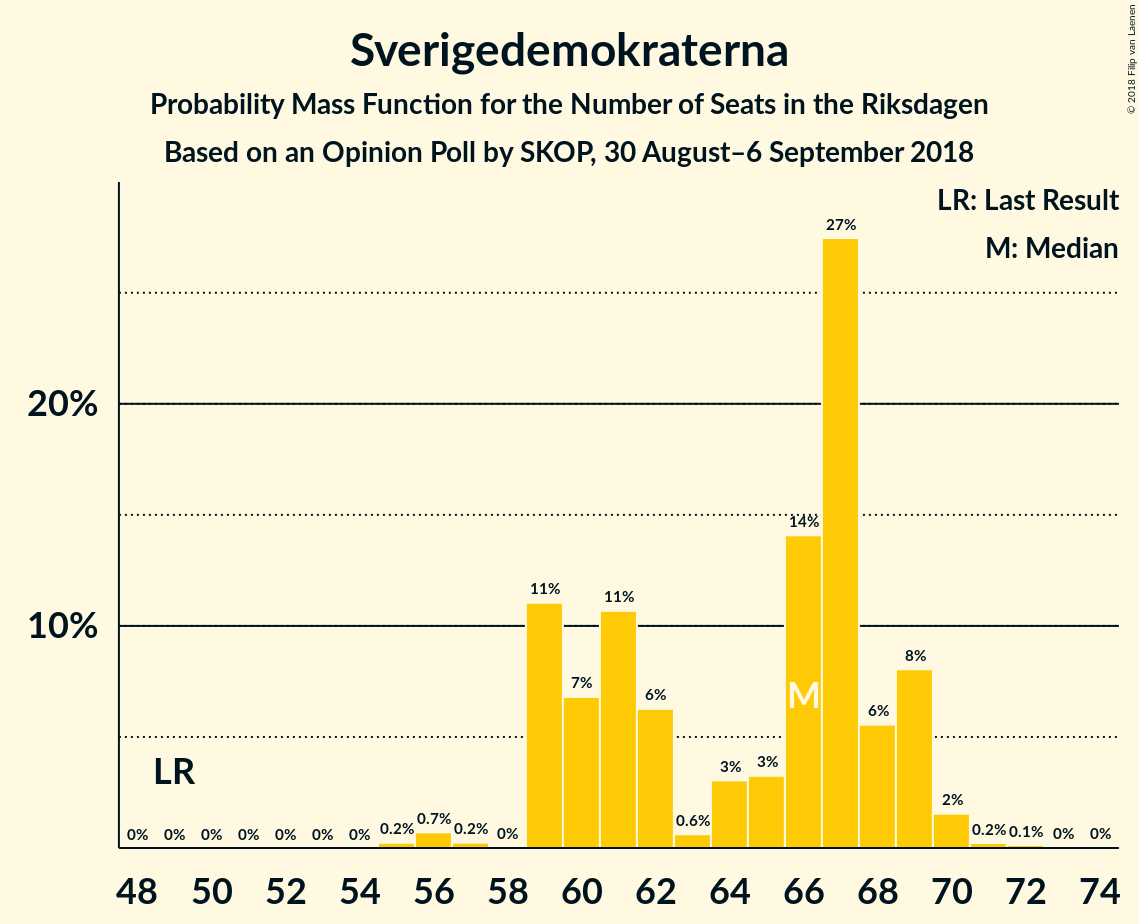 Sverigedemokraterna
Probability Mass Function for the Number of Seats in the Riksdagen
Based on an Opinion Poll by SKOP, 30 August–6 September 2018
© 2018 Filip van Laenen
LR: Last Result
M: Median
20%
10%
0% 0% 0% 0% 0% 0% 0% 0.2% 0.7% 0.2% 0% 11% 7% 11% 6% 0.6% 3% 3% 14% 27% 6% 8% 2% 0.2% 0.1% 0% 0%
LR
M
48 50 52 54 56 58 60 62 64 66 68 70 72 74